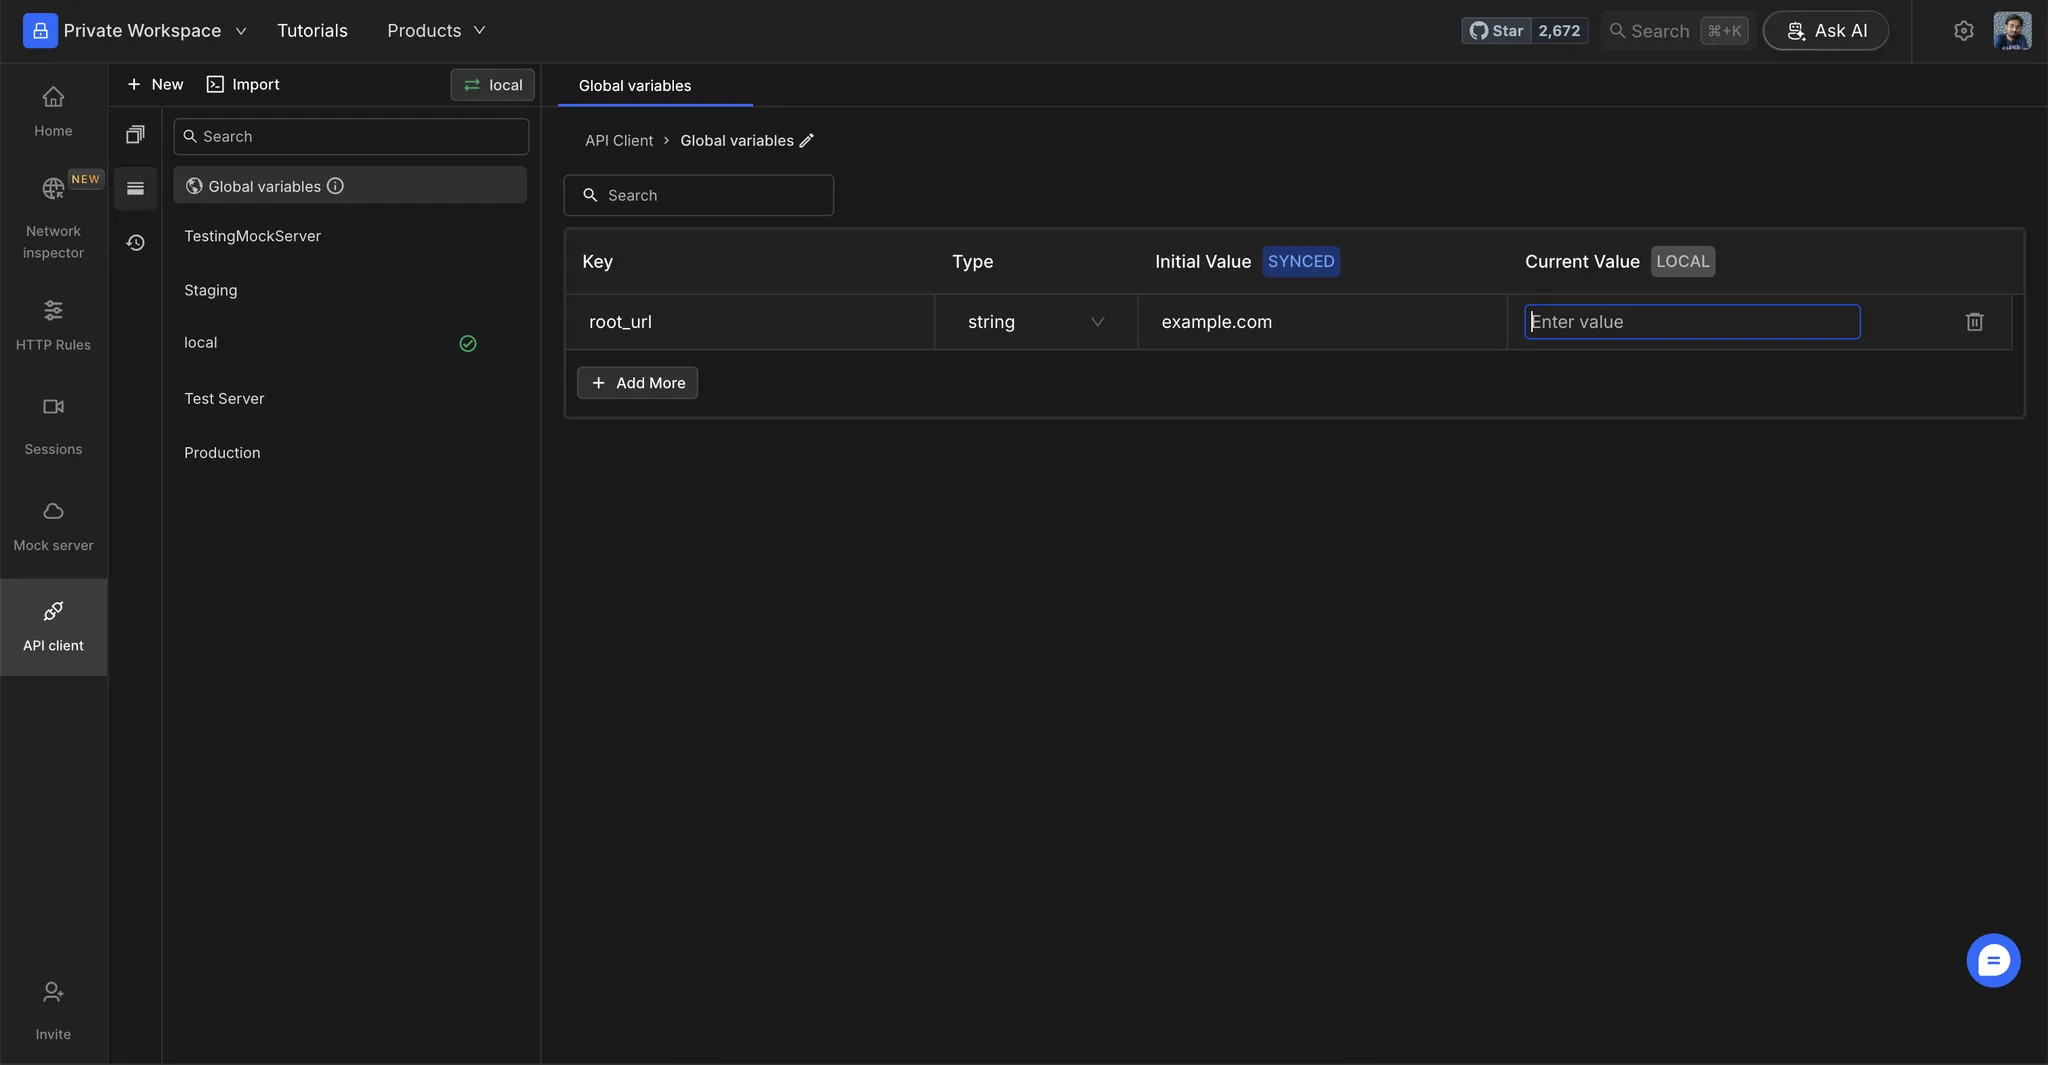 Private Workspace Tutorials Products Star 2,672 Search ⌘+K Ask AI
Home
NEW
Network
inspector
HTTP Rules
Sessions
Mock server
API client
Invite
New Import local
Search
Global variables
TestingMockServer
Staging
local
Test Server
Production
Global variables
API Client > Global variables
Search
Key Type Initial Value SYNCED Current Value LOCAL
root_url string example.com Enter value
+ Add More